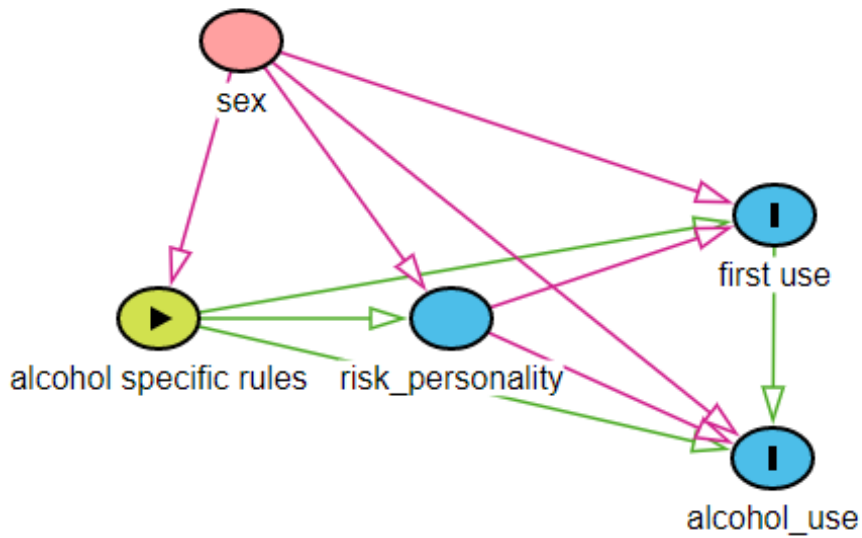 sex
first use
alcohol specific rules
risk_personality
alcohol_use